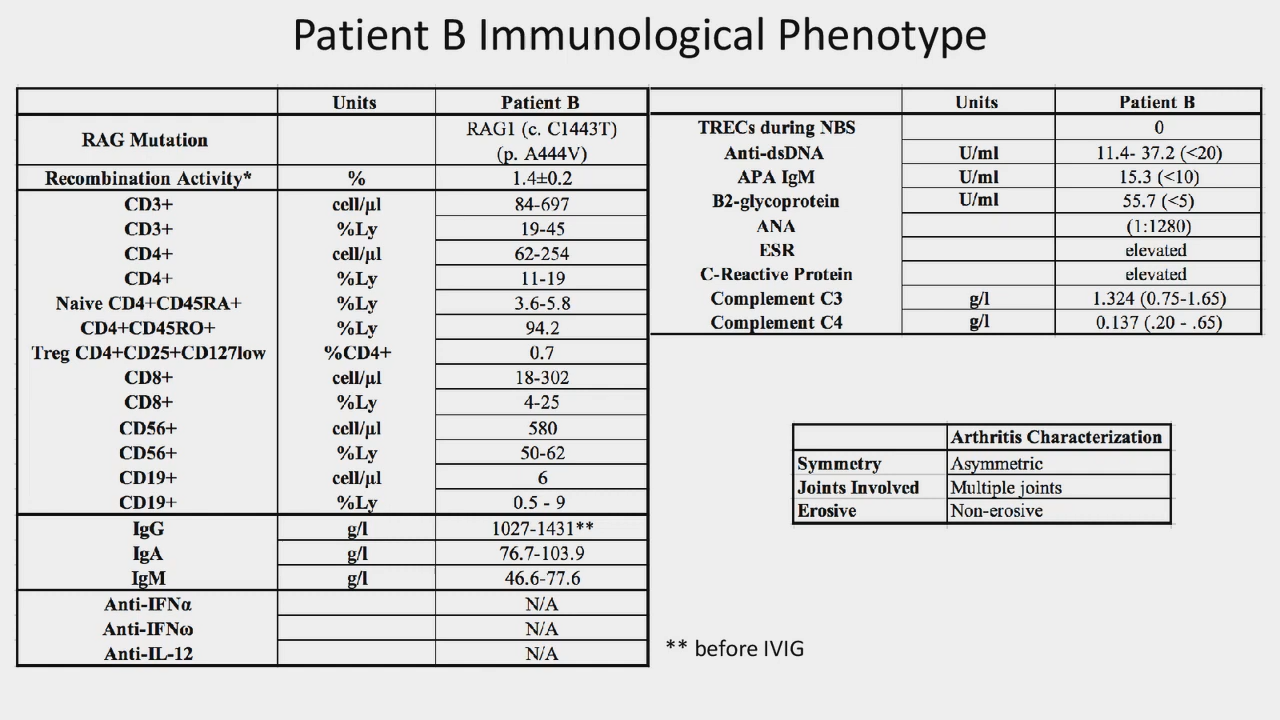 Patient B Immunological Phenotype
Units Patient B
RAG Mutation RAG1 (c. C1443T)
(p. A444V)
Recombination Activity* % 1.4±0.2
CD3+ cell/µl 84-697
CD3+ %Ly 19-45
CD4+ cell/µl 62-254
CD4+ %Ly 11-19
Naive CD4+CD45RA+ %Ly 3.6-5.8
CD4+CD45RO+ %Ly 94.2
Treg CD4+CD25+CD127low %CD4+ 0.7
CD8+ cell/µl 18-302
CD8+ %Ly 4-25
CD56+ cell/µl 580
CD56+ %Ly 50-62
CD19+ cell/µl 6
CD19+ %Ly 0.5 - 9
IgG g/l 1027-1431**
IgA g/l 76.7-103.9
IgM g/l 46.6-77.6
Anti-IFNα N/A
Anti-IFNω N/A
Anti-IL-12 N/A
Units Patient B
TRECs during NBS 0
Anti-dsDNA U/ml 11.4- 37.2 (<20)
APA IgM U/ml 15.3 (<10)
B2-glycoprotein U/ml 55.7 (<5)
ANA (1:1280)
ESR elevated
C-Reactive Protein elevated
Complement C3 g/l 1.324 (0.75-1.65)
Complement C4 g/l 0.137 (.20 - .65)
Arthritis Characterization
Symmetry Asymmetric
Joints Involved Multiple joints
Erosive Non-erosive
** before IVIG